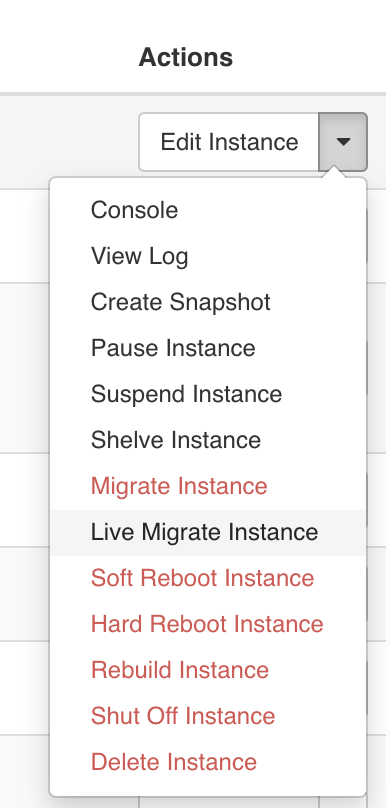 Actions
Edit Instance
Console
View Log
Create Snapshot
Pause Instance
Suspend Instance
Shelve Instance
Migrate Instance
Live Migrate Instance
Soft Reboot Instance
Hard Reboot Instance
Rebuild Instance
Shut Off Instance
Delete Instance